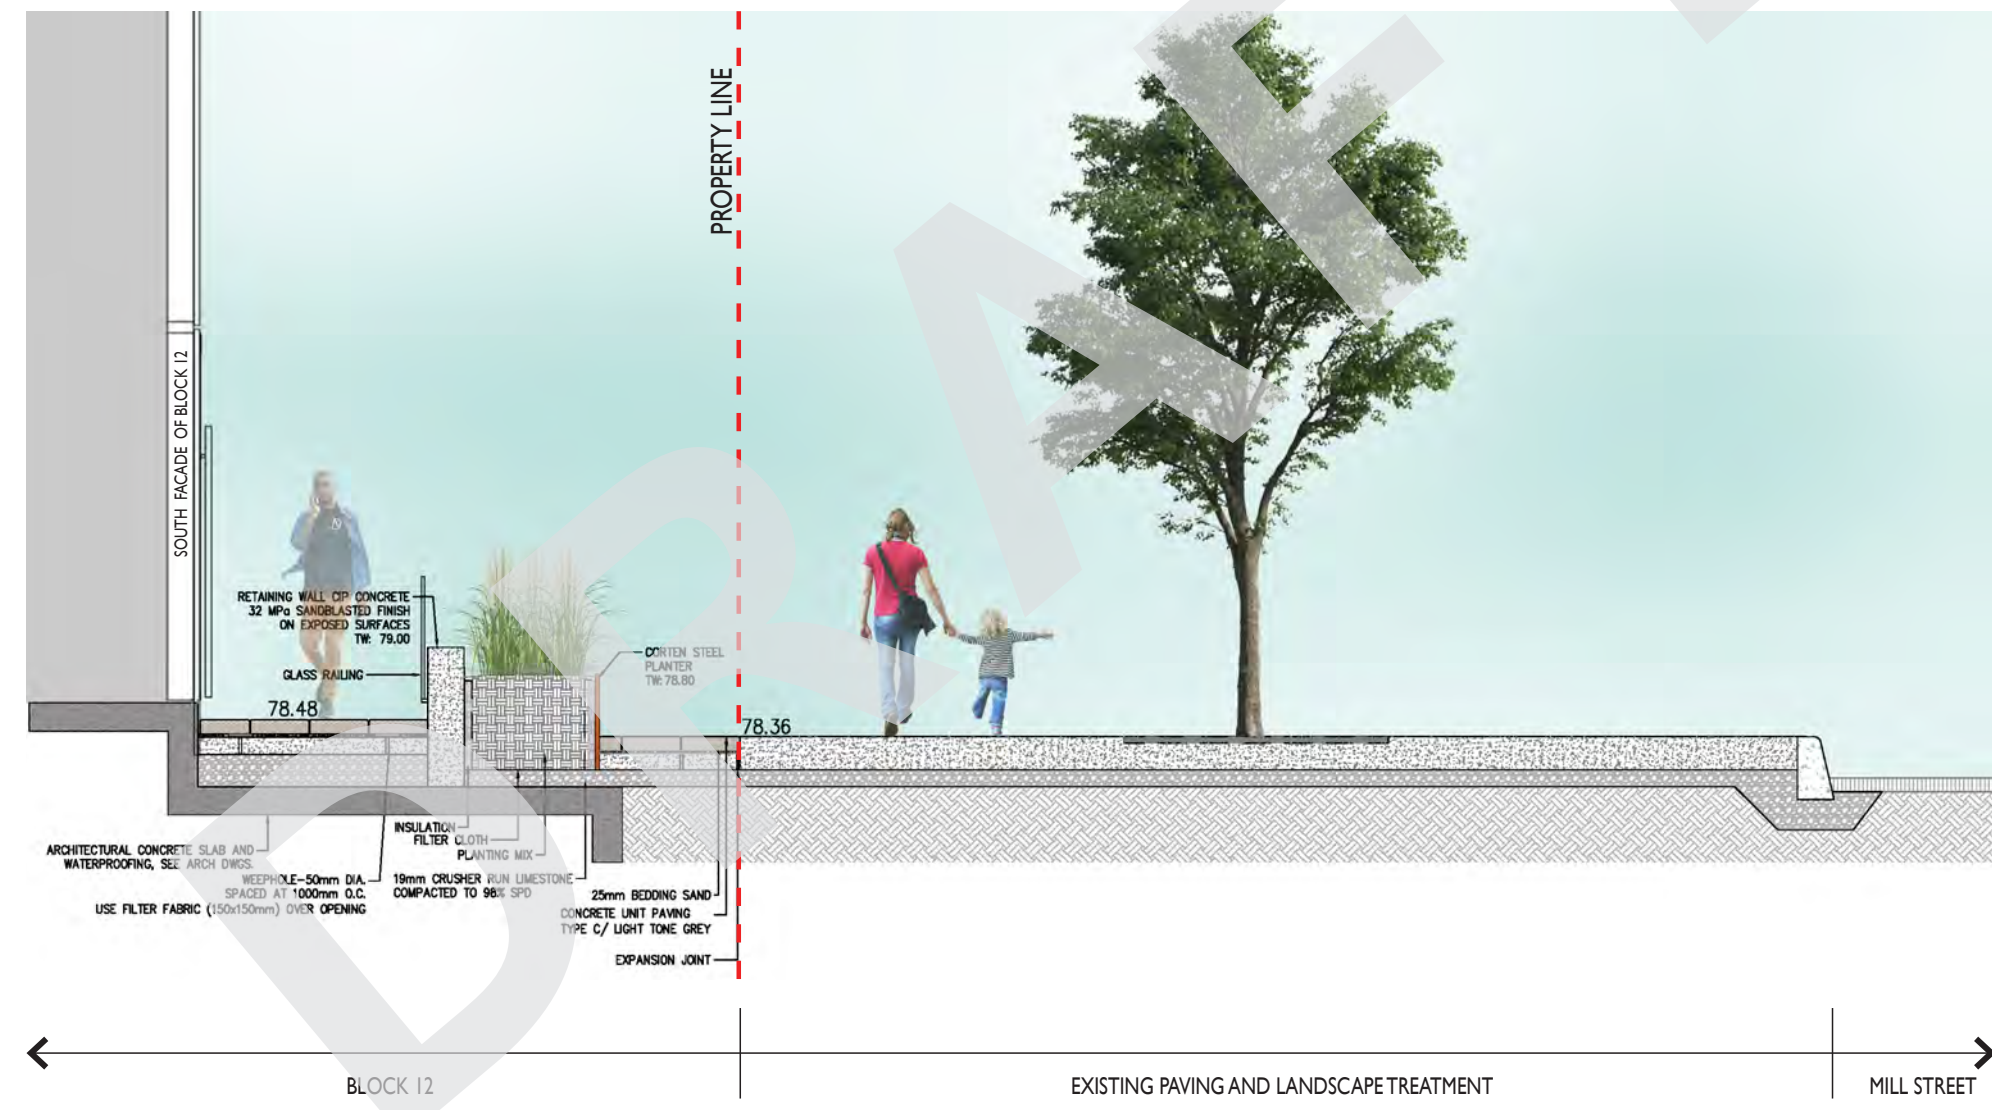 PROPERTY LINE
SOUTH FACADE OF BLOCK 12
RETAINING WALL CIP CONCRETE
32 MPa SANDBLASTED FINISH
ON EXPOSED SURFACES
TW: 79.00
GLASS RAILING
78.48
CORTEN STEEL
PLANTER
TW: 78.80
78.36
ARCHITECTURAL CONCRETE SLAB AND
WATERPROOFING, SEE ARCH DWGS.
WEEPHOLE-50mm DIA.
SPACED AT 1000mm O.C.
USE FILTER FABRIC (150x150mm) OVER OPENING
INSULATION
FILTER CLOTH
PLANTING MIX
19mm CRUSHER RUN LIMESTONE
COMPACTED TO 98% SPD
25mm BEDDING SAND
CONCRETE UNIT PAVING
TYPE C/ LIGHT TONE GREY
EXPANSION JOINT
BLOCK 12
EXISTING PAVING AND LANDSCAPE TREATMENT
MILL STREET
DRAFT